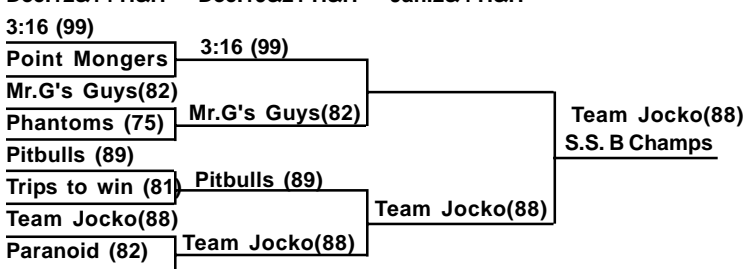 3:16 (99)
Point Mongers
3:16 (99)
Mr.G's Guys(82)
Phantoms (75)
Mr.G's Guys(82)
Team Jocko(88)
S.S. B Champs
Pitbulls (89)
Trips to win (81)
Pitbulls (89)
Team Jocko(88)
Team Jocko(88)
Paranoid (82)
Team Jocko(88)